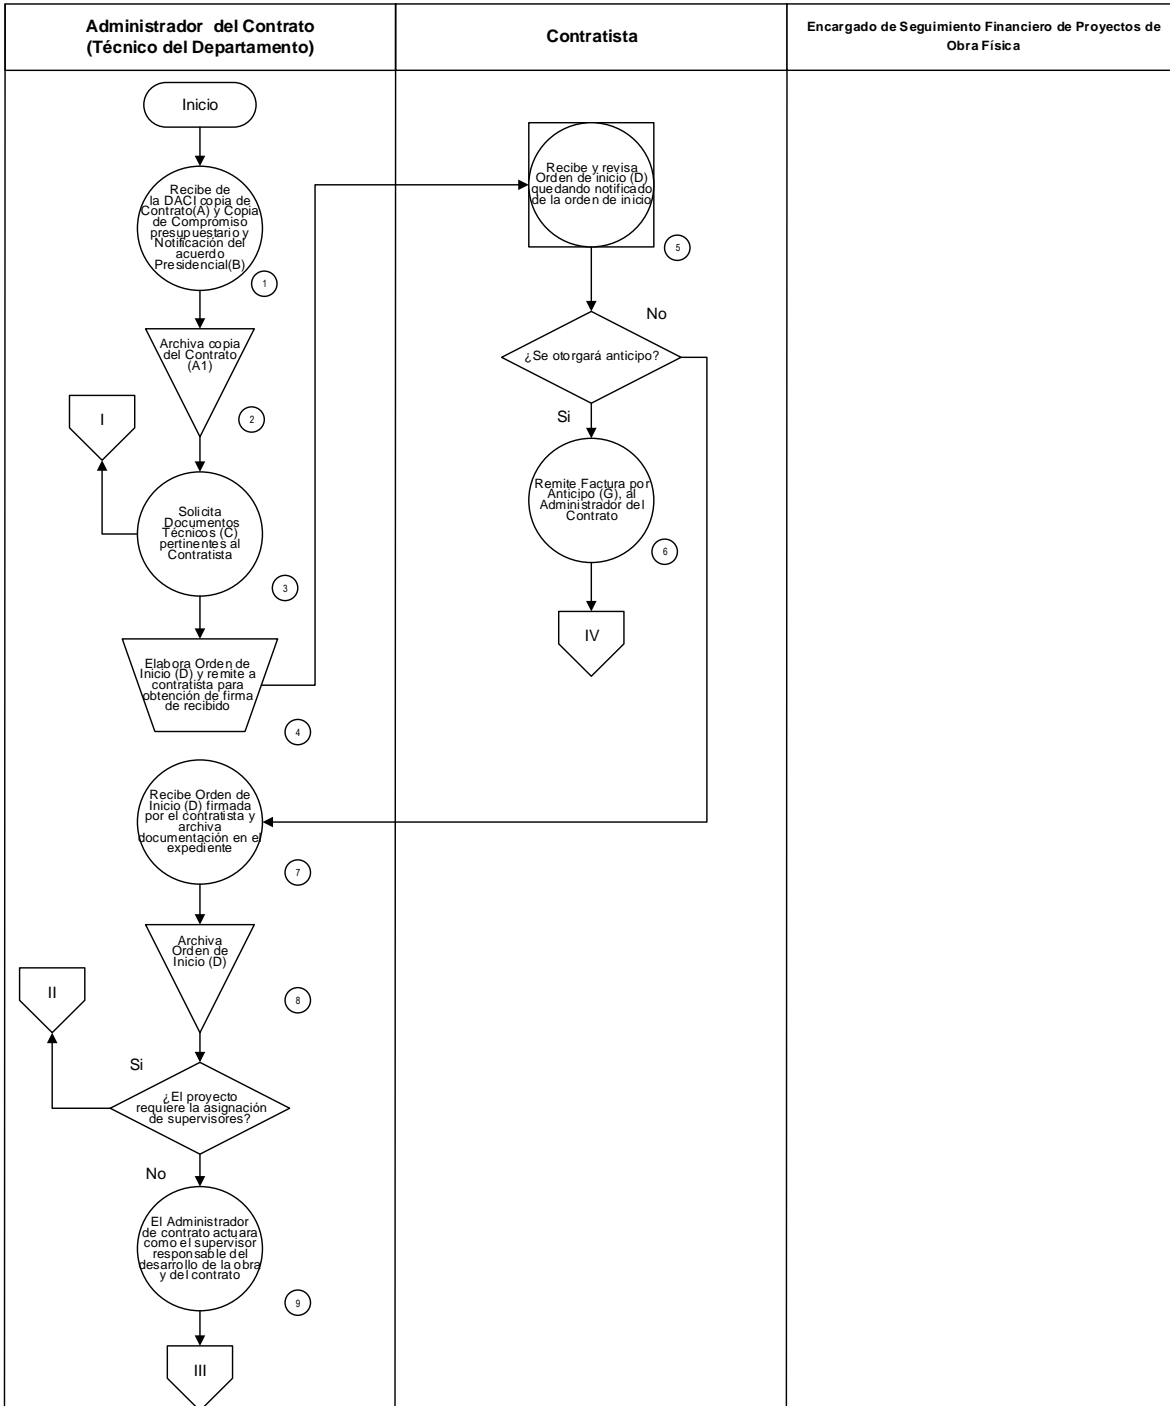 Administrador  del Contrato
(Técnico del Departamento)
Contratista
Encargado de Seguimiento Financiero de Proyectos de
Obra Física
Inicio
Recibe de
la DACI copia de
Contrato(A) y Copia
de Compromiso
presupuestario y
Notificación del
acuerdo
Presidencial(B)
1
Archiva copia
del Contrato
(A1)
2
I
Solicita
Documentos
Técnicos (C)
pertinentes al
Contratista
3
Elabora Orden de
Inicio (D) y remite a
contratista para
obtención de firma
de recibido
4
Recibe y revisa
Orden de inicio (D)
quedando notificado
de la orden de inicio
5
No
¿Se otorgará anticipo?
Si
Remite Factura por
Anticipo (G), al
Administrador del
Contrato
6
IV
Recibe Orden de
Inicio (D) firmada
por el contratista y
archiva
documentación en el
expediente
7
Archiva
Orden de
Inicio (D)
8
II
Si
¿El proyecto
requiere la asignación
de supervisores?
No
El Administrador
de contrato actuara
como el supervisor
responsable del
desarrollo de la obra
y del contrato
9
III